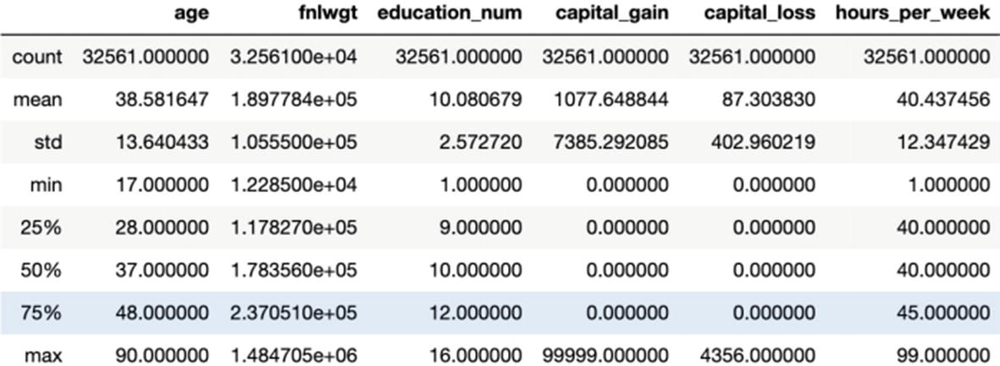 age fnlwgt education_num capital_gain capital_loss hours_per_week
count 32561.000000 3.256100e+04 32561.000000 32561.000000 32561.000000 32561.000000
mean 38.581647 1.897784e+05 10.080679 1077.648844 87.303830 40.437456
std 13.640433 1.055500e+05 2.572720 7385.292085 402.960219 12.347429
min 17.000000 1.228500e+04 1.000000 0.000000 0.000000 1.000000
25% 28.000000 1.178270e+05 9.000000 0.000000 0.000000 40.000000
50% 37.000000 1.783560e+05 10.000000 0.000000 0.000000 40.000000
75% 48.000000 2.370510e+05 12.000000 0.000000 0.000000 45.000000
max 90.000000 1.484705e+06 16.000000 99999.000000 4356.000000 99.000000